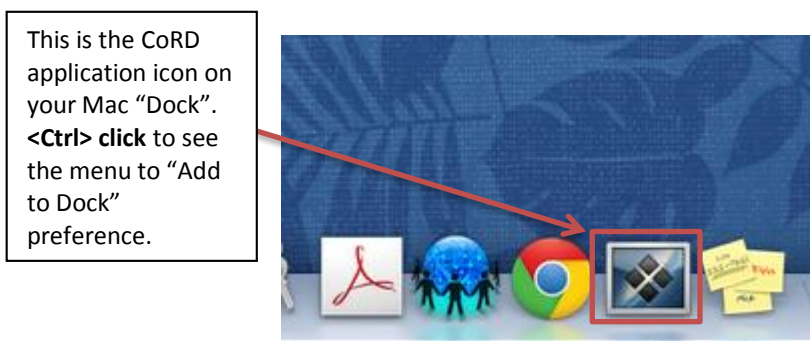 This is the CoRD
application icon on
your Mac “Dock”.
<Ctrl> click to see
the menu to “Add
to Dock”
preference.